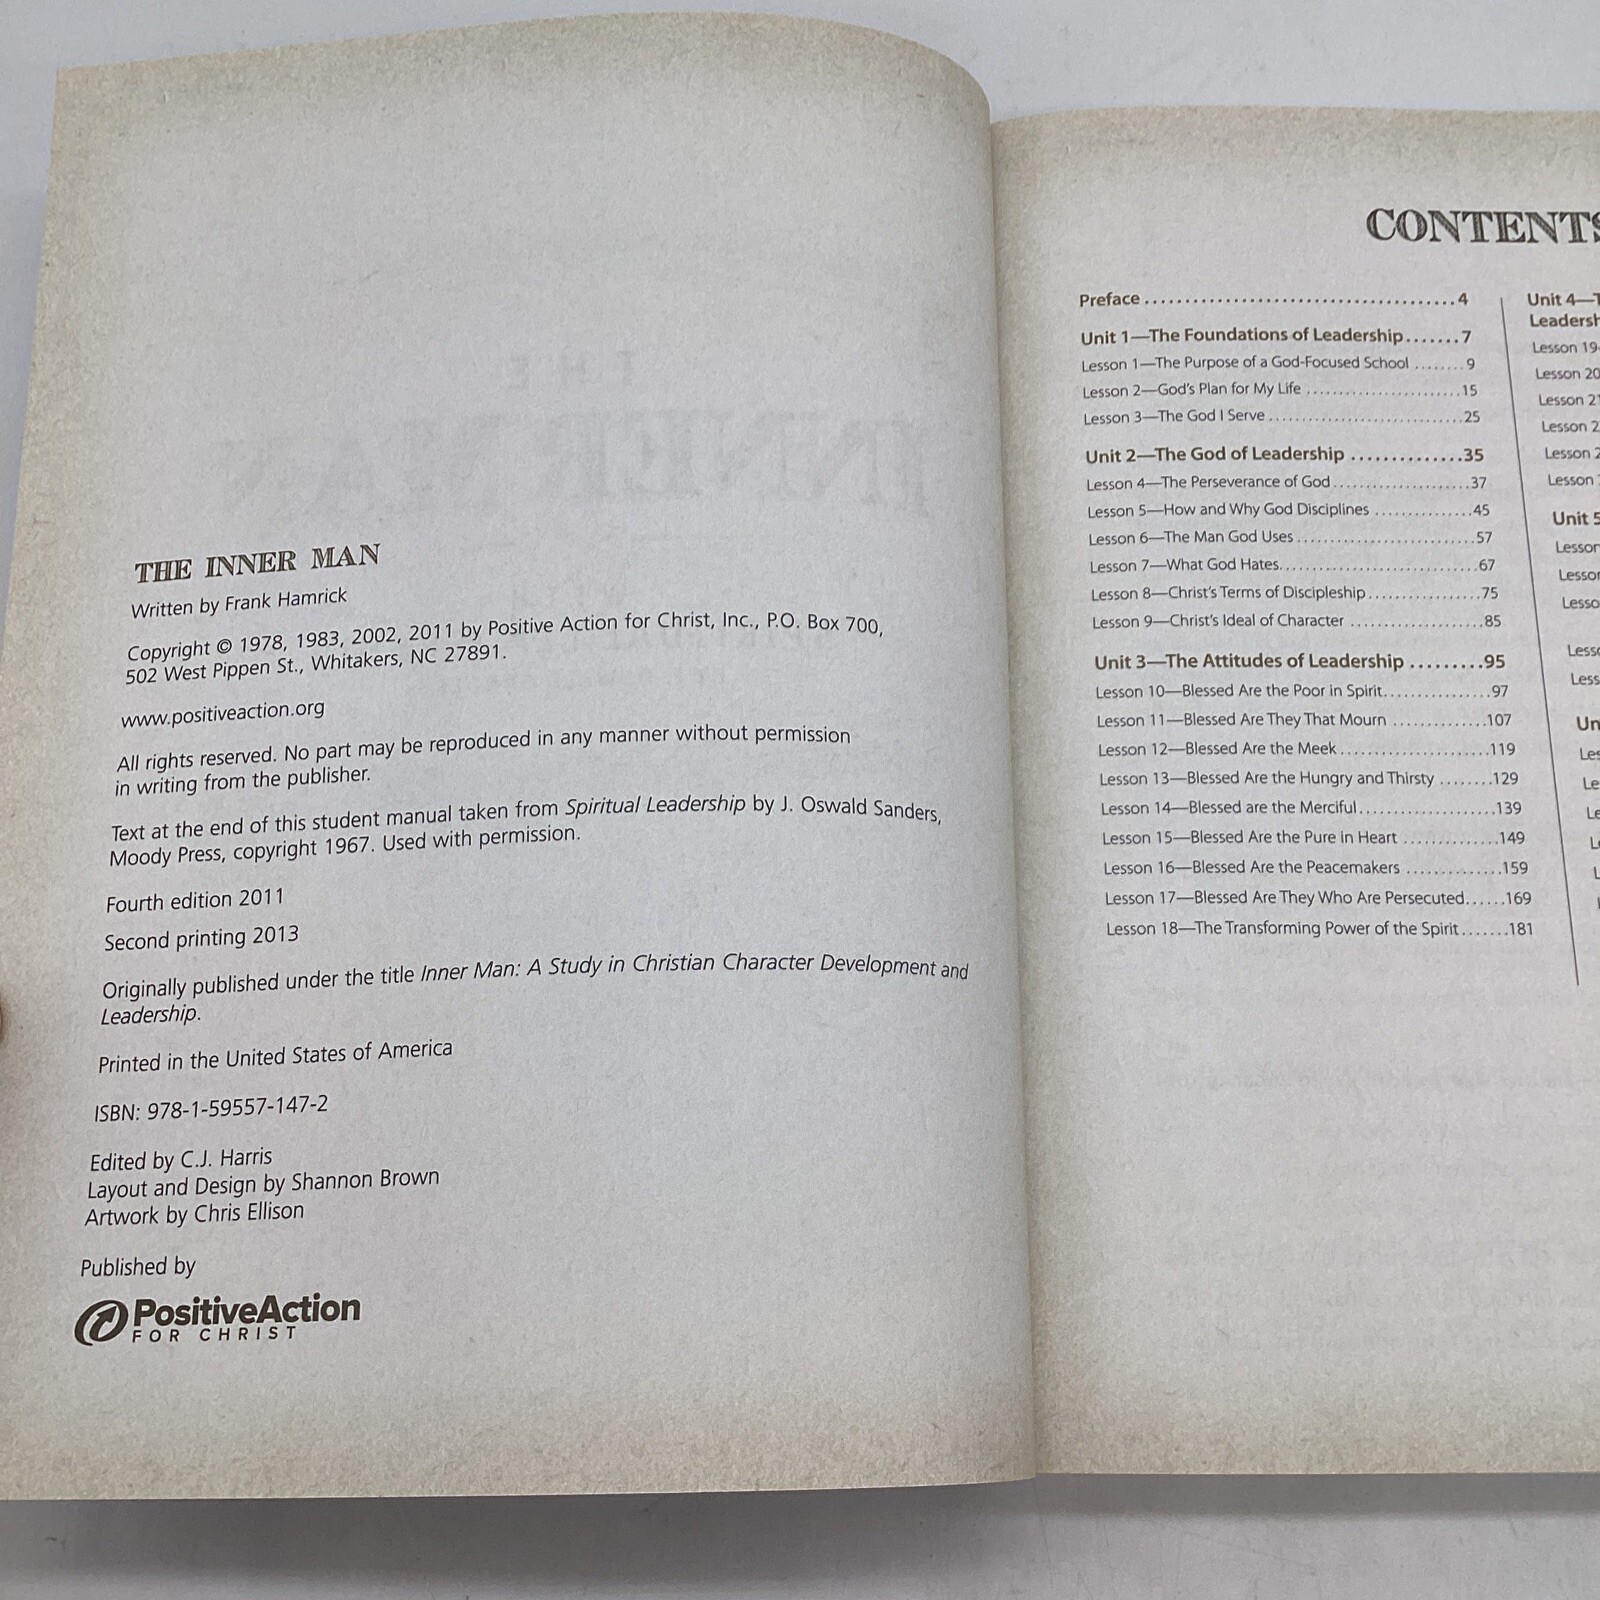 THE INNER MAN
Written by Frank Hamrick
Copyright © 1978, 1983, 2002, 2011 by Positive Action for Christ, Inc., P.O. Box 700,
502 West Pippen St., Whitakers, NC 27891.
www.positiveaction.org
All rights reserved. No part may be reproduced in any manner without permission
in writing from the publisher.
Text at the end of this student manual taken from Spiritual Leadership by J. Oswald Sanders,
Moody Press, copyright 1967. Used with permission.
Fourth edition 2011
Second printing 2013
Originally published under the title Inner Man: A Study in Christian Character Development and
Leadership.
Printed in the United States of America
ISBN: 978-1-59557-147-2
Edited by C.J. Harris
Layout and Design by Shannon Brown
Artwork by Chris Ellison
Published by
PositiveAction
FOR CHRIST
CONTENTS
Preface ........................................ 4
Unit 1—The Foundations of Leadership ....... 7
Lesson 1—The Purpose of a God-Focused School ........ 9
Lesson 2—God's Plan for My Life ........................ 15
Lesson 3—The God I Serve .............................. 25
Unit 2—The God of Leadership .............. 35
Lesson 4—The Perseverance of God ..................... 37
Lesson 5—How and Why God Disciplines ............... 45
Lesson 6—The Man God Uses ........................... 57
Lesson 7—What God Hates .............................. 67
Lesson 8—Christ's Terms of Discipleship ................. 75
Lesson 9—Christ's Ideal of Character .................... 85
Unit 3—The Attitudes of Leadership ......... 95
Lesson 10—Blessed Are the Poor in Spirit ................ 97
Lesson 11—Blessed Are They That Mourn .............. 107
Lesson 12—Blessed Are the Meek ...................... 119
Lesson 13—Blessed Are the Hungry and Thirsty ........ 129
Lesson 14—Blessed are the Merciful .................... 139
Lesson 15—Blessed Are the Pure in Heart .............. 149
Lesson 16—Blessed Are the Peacemakers .............. 159
Lesson 17—Blessed Are They Who Are Persecuted ...... 169
Lesson 18—The Transforming Power of the Spirit ....... 181
Unit 4—
Lesson 19
Lesson 20
Lesson
Lesson
Lesson
Lesson
Unit 5